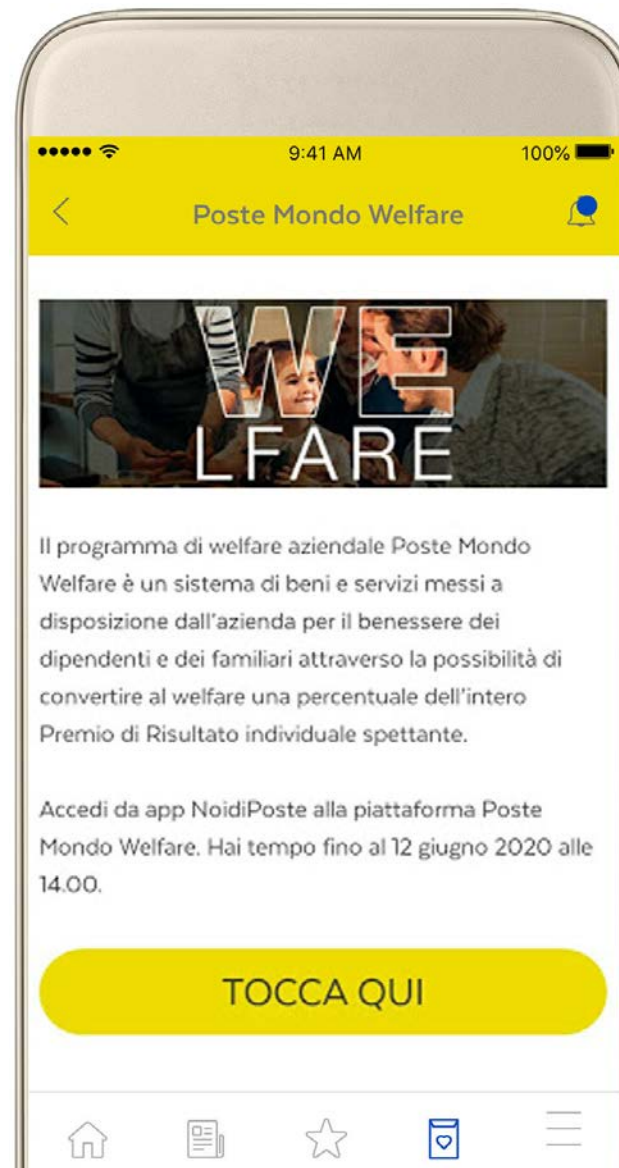 9:41 AM 100%
Poste Mondo Welfare
WE
LFARE
Il programma di welfare aziendale Poste Mondo
Welfare è un sistema di beni e servizi messi a
disposizione dall'azienda per il benessere dei
dipendenti e dei familiari attraverso la possibilità di
convertire al welfare una percentuale dell'intero
Premio di Risultato individuale spettante.
Accedi da app NoidiPoste alla piattaforma Poste
Mondo Welfare. Hai tempo fino al 12 giugno 2020 alle
14.00.
TOCCA QUI